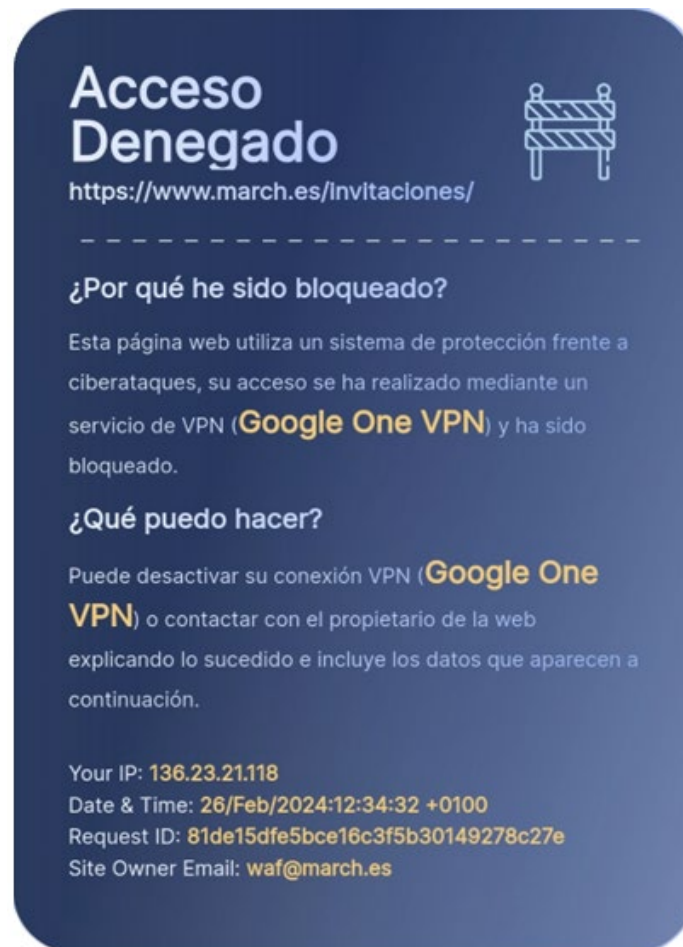 Acceso
Denegado
https://www.march.es/invitaciones/
¿Por qué he sido bloqueado?
Esta página web utiliza un sistema de protección frente a
ciberataques, su acceso se ha realizado mediante un
servicio de VPN (Google One VPN) y ha sido
bloqueado.
¿Qué puedo hacer?
Puede desactivar su conexión VPN (Google One
VPN) o contactar con el propietario de la web
explicando lo sucedido e incluye los datos que aparecen a
continuación.
Your IP: 136.23.21.118
Date & Time: 26/Feb/2024:12:34:32 +0100
Request ID: 81de15dfe5bce16c3f5b30149278c27e
Site Owner Email: waf@march.es